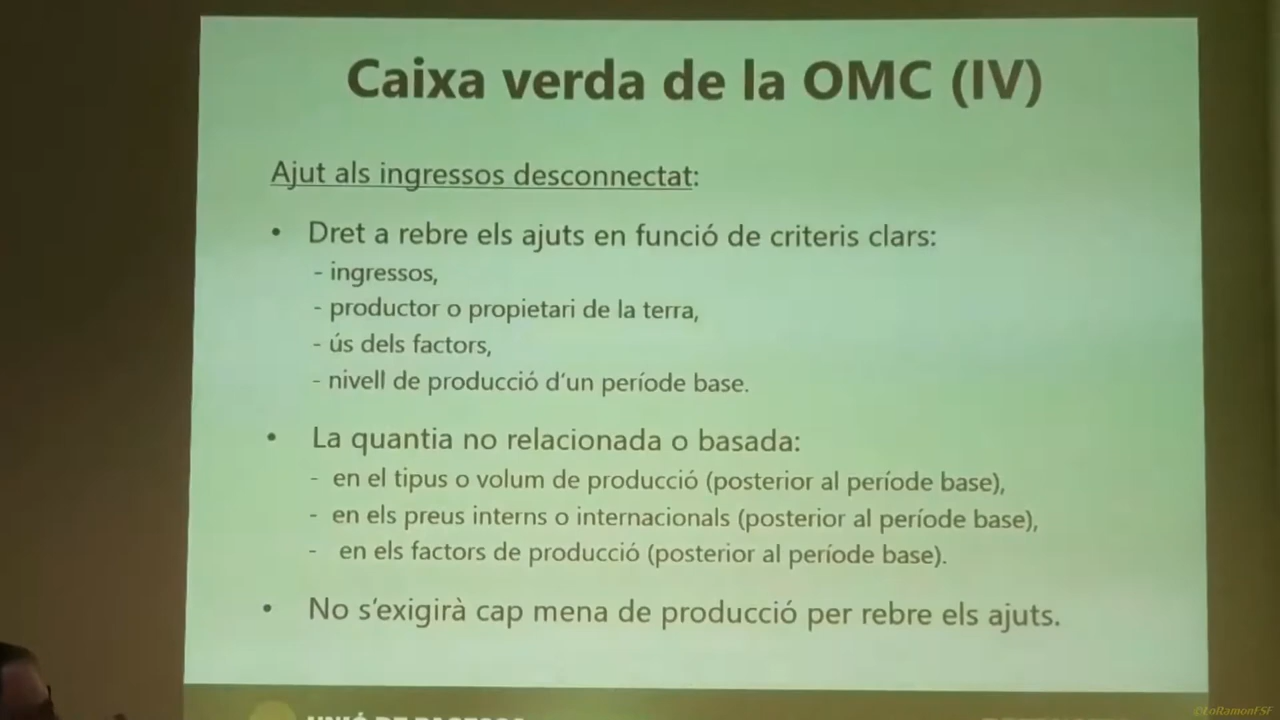 Caixa verda de la OMC (IV)
Ajut als ingressos desconnectat:
• Dret a rebre els ajuts en funció de criteris clars:
- ingressos,
- productor o propietari de la terra,
- ús dels factors,
- nivell de producció d'un període base.
• La quantia no relacionada o basada:
- en el tipus o volum de producció (posterior al període base),
- en els preus interns o internacionals (posterior al període base),
- en els factors de producció (posterior al període base).
• No s'exigirà cap mena de producció per rebre els ajuts.
UNIÓ DE PAGESOS
©LoRamonFSF